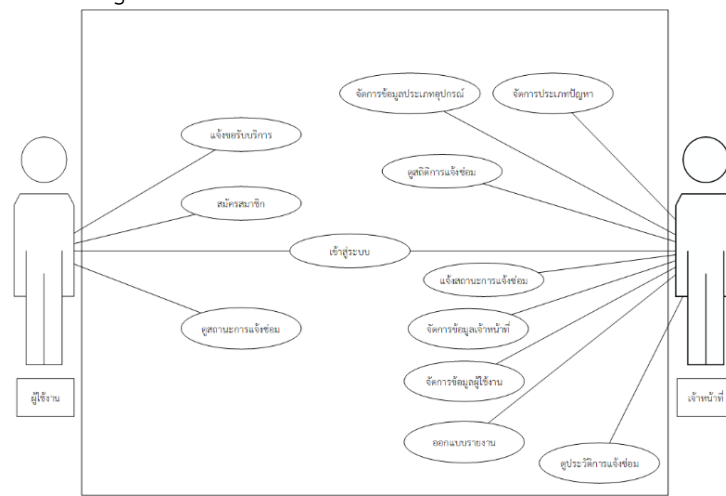 จัดการข้อมูลประเภทอุปกรณ์
จัดการประเภทปัญหา
แจ้งขอรับบริการ
ดูสถิติการแจ้งซ่อม
สมัครสมาชิก
เข้าสู่ระบบ
แจ้งสถานะการแจ้งซ่อม
ดูสถานะการแจ้งซ่อม
จัดการข้อมูลเจ้าหน้าที่
จัดการข้อมูลผู้ใช้งาน
ผู้ใช้งาน
เจ้าหน้าที่
ออกแบบรายงาน
ดูประวัติการแจ้งซ่อม